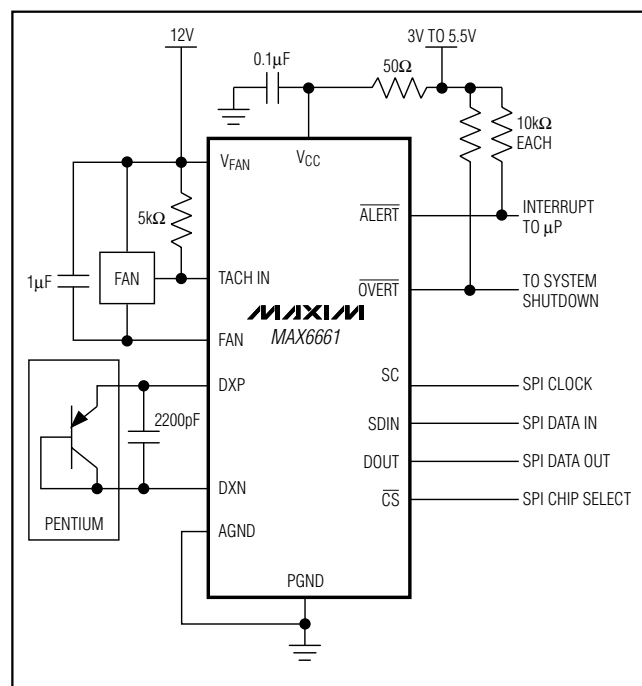 12V
3V TO 5.5V
0.1µF
50Ω
10kΩ
EACH
VFAN
VCC
5kΩ
ALERT
INTERRUPT
TO µP
1µF
FAN
TACH IN
OVERT
TO SYSTEM
SHUTDOWN
MAXIM
MAX6661
FAN
DXP
SC
SPI CLOCK
2200pF
SDIN
SPI DATA IN
DOUT
SPI DATA OUT
DXN
CS
SPI CHIP SELECT
PENTIUM
AGND
PGND